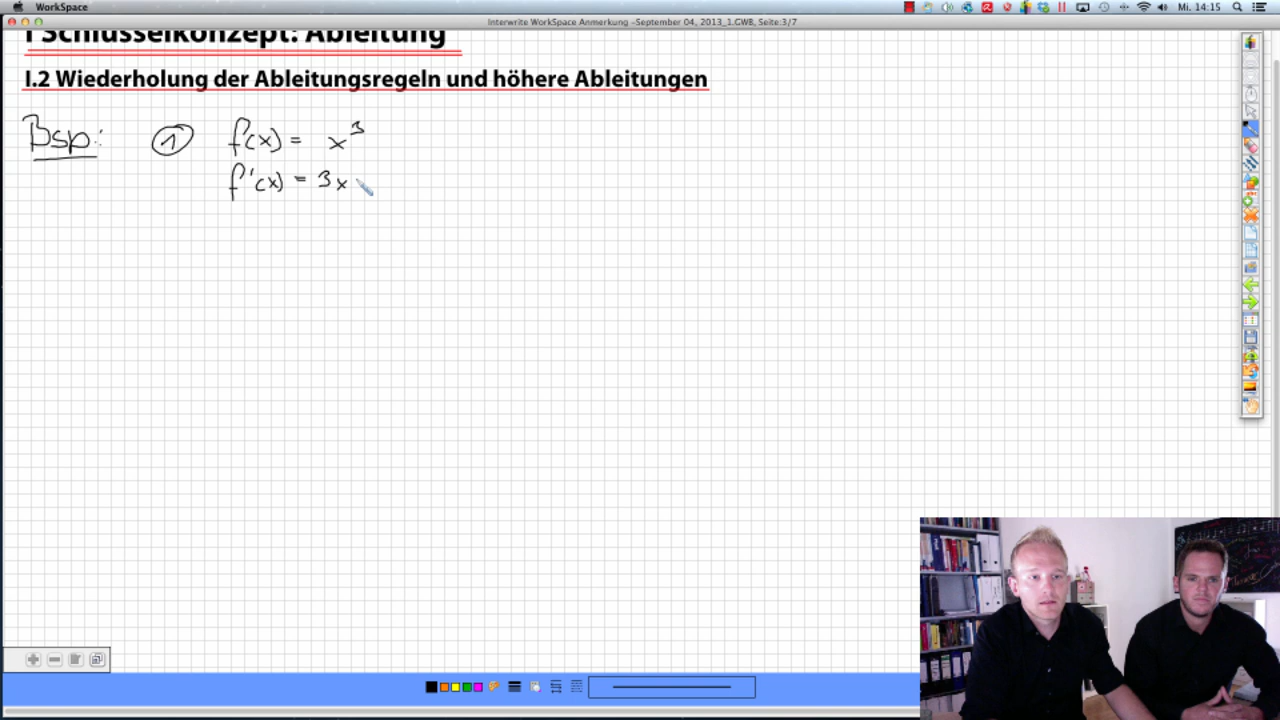 WorkSpace
Mi. 14:15
Interwrite WorkSpace Anmerkung –September 04, 2013_1.GWB, Seite:3/7
I Schlüsselkonzept: Ableitung
I.2 Wiederholung der Ableitungsregeln und höhere Ableitungen
Bsp.: ① f(x) = x³
f'(x) = 3x